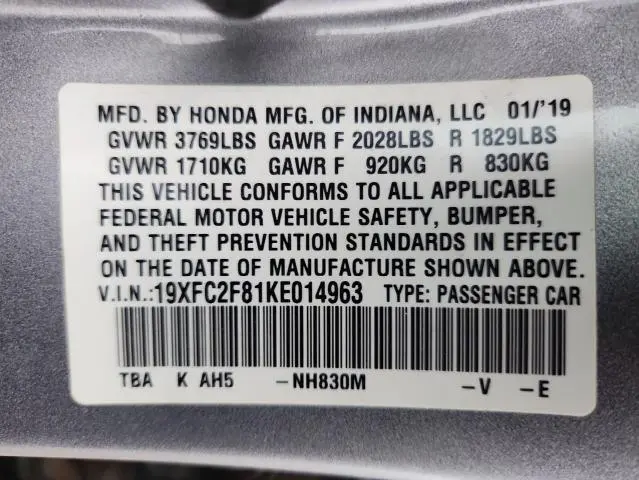 MFD. BY HONDA MFG. OF INDIANA, LLC 01/'19
GVWR 3769LBS GAWR F 2028LBS R 1829LBS
GVWR 1710KG GAWR F 920KG R 830KG
THIS VEHICLE CONFORMS TO ALL APPLICABLE
FEDERAL MOTOR VEHICLE SAFETY, BUMPER,
AND THEFT PREVENTION STANDARDS IN EFFECT
ON THE DATE OF MANUFACTURE SHOWN ABOVE.
V.I.N.:19XFC2F81KE014963 TYPE: PASSENGER CAR
TBA K AH5 -NH830M -V -E